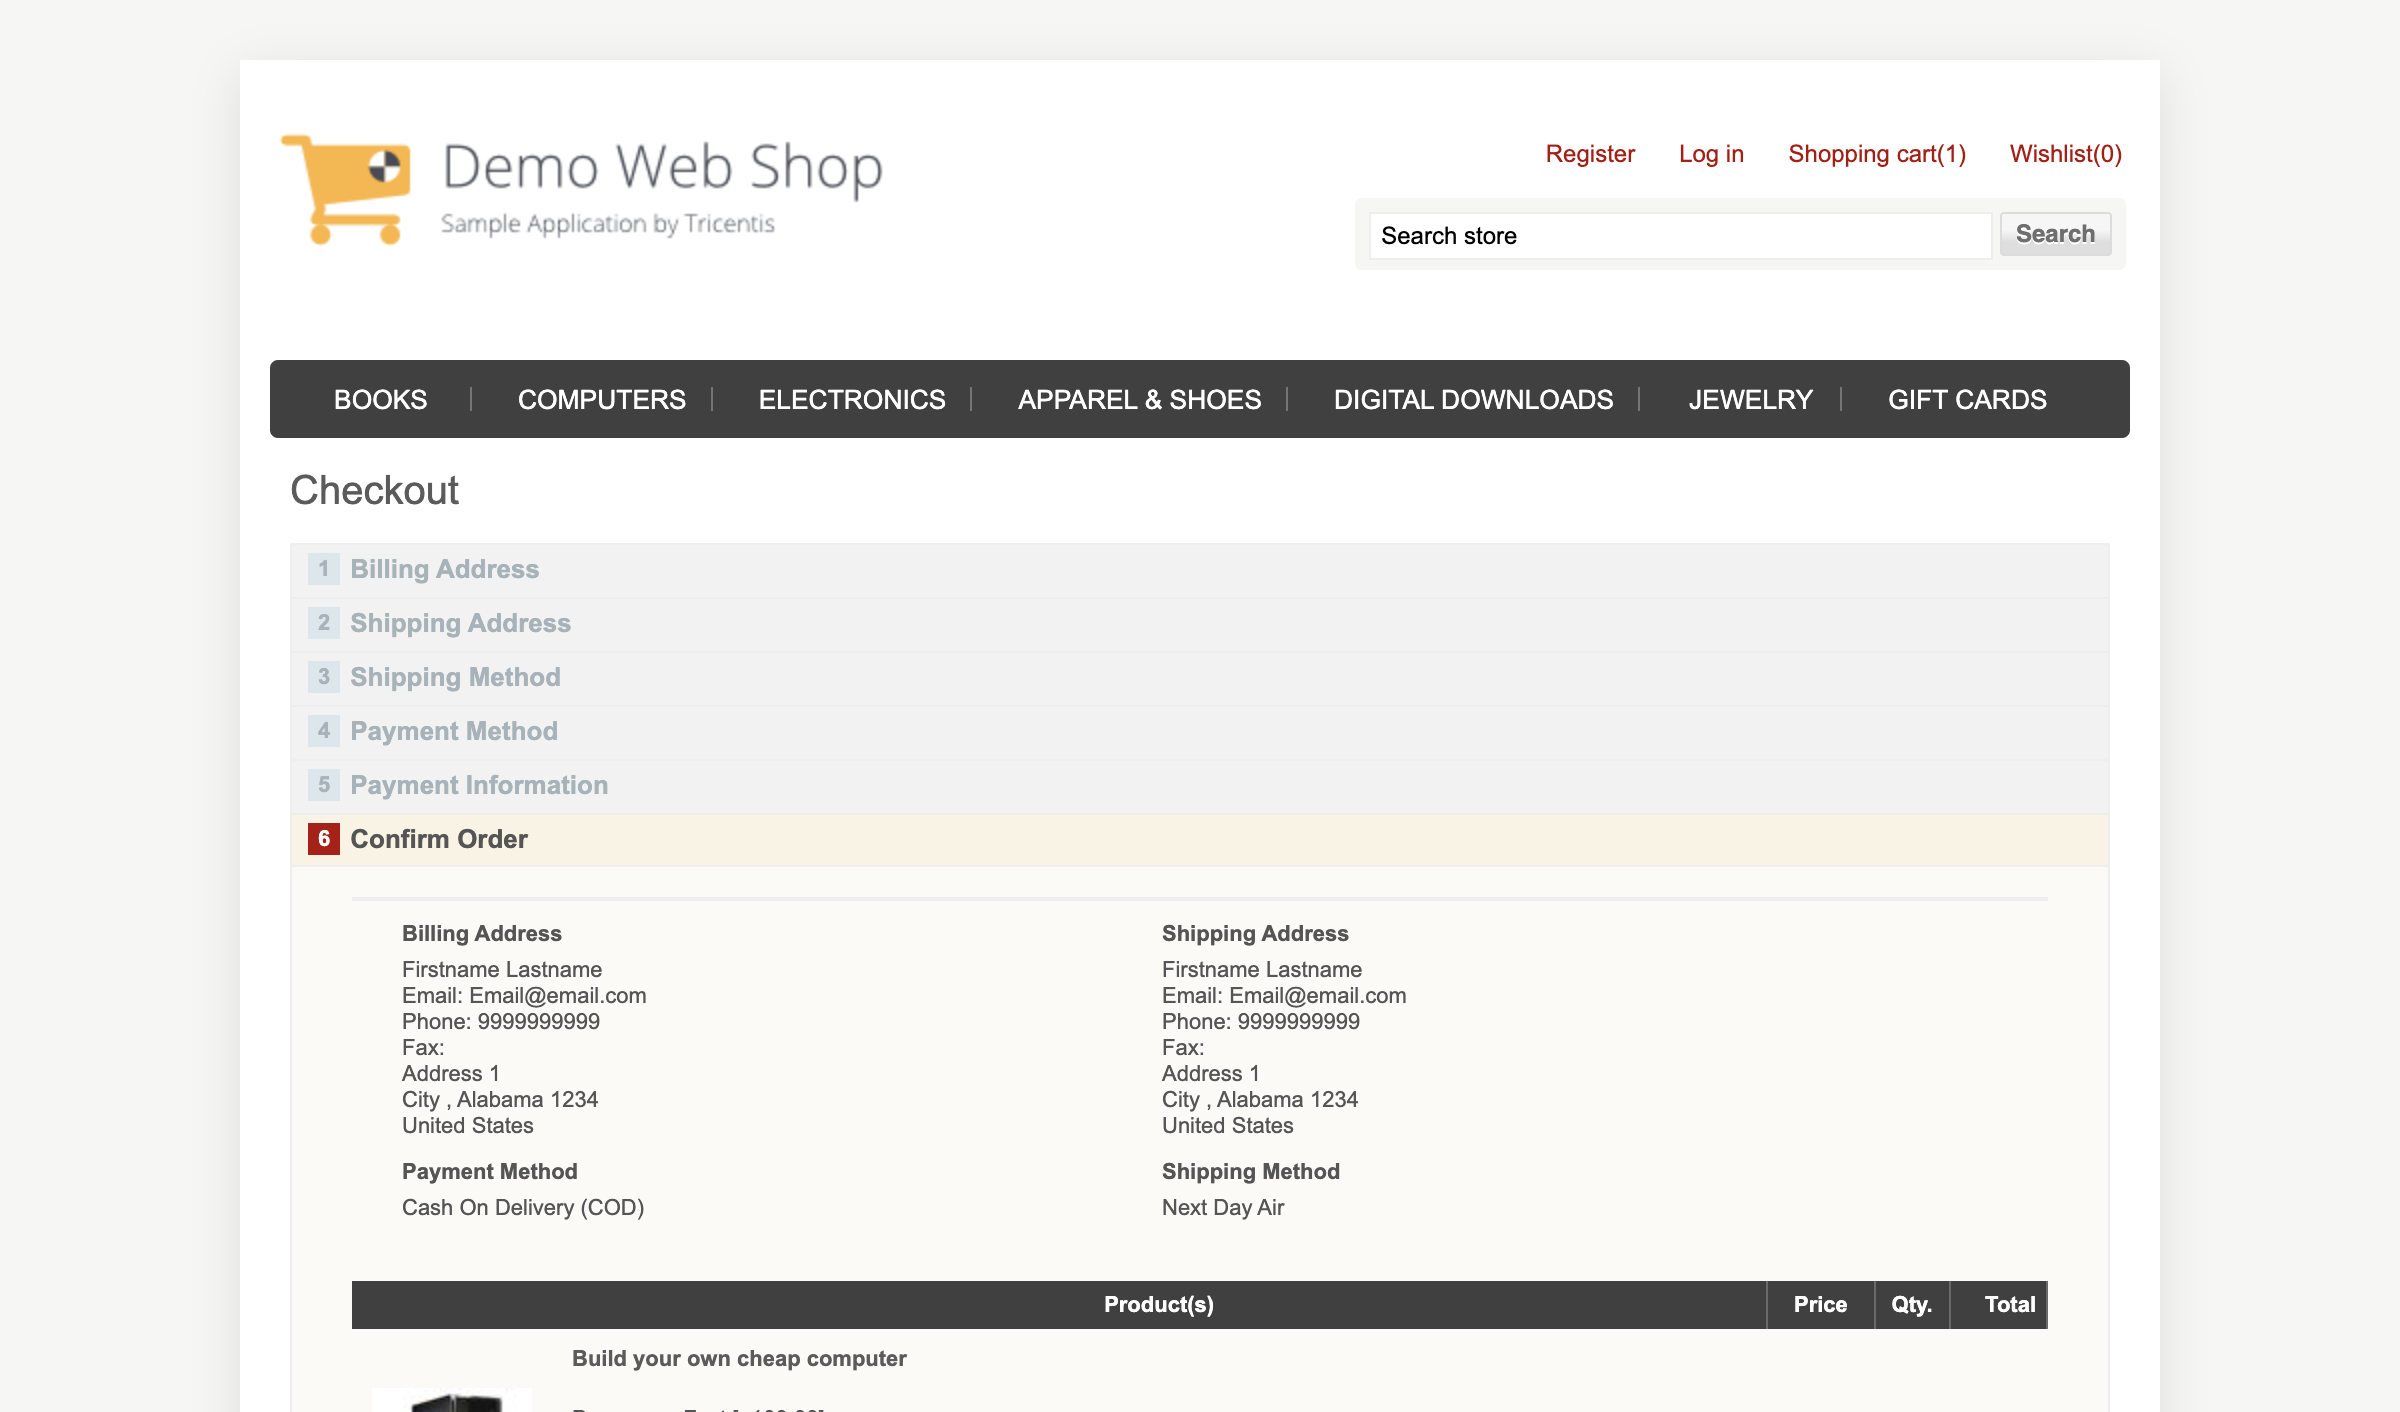 Demo Web Shop
Sample Application by Tricentis
Register Log in Shopping cart(1) Wishlist(0)
Search store Search
BOOKS COMPUTERS ELECTRONICS APPAREL & SHOES DIGITAL DOWNLOADS JEWELRY GIFT CARDS
Checkout
1 Billing Address
2 Shipping Address
3 Shipping Method
4 Payment Method
5 Payment Information
6 Confirm Order
Billing Address
Firstname Lastname
Email: Email@email.com
Phone: 9999999999
Fax:
Address 1
City , Alabama 1234
United States
Payment Method
Cash On Delivery (COD)
Shipping Address
Firstname Lastname
Email: Email@email.com
Phone: 9999999999
Fax:
Address 1
City , Alabama 1234
United States
Shipping Method
Next Day Air
Product(s) Price Qty. Total
Build your own cheap computer